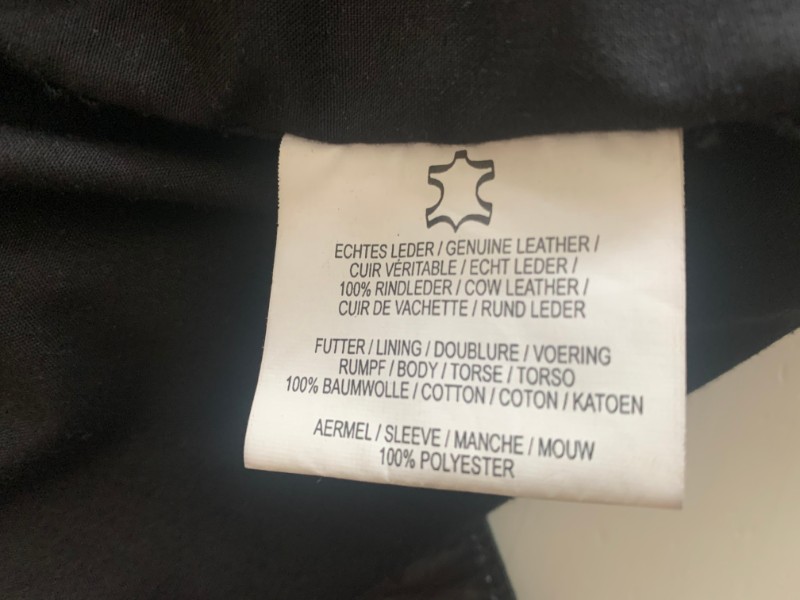 ECHTES LEDER / GENUINE LEATHER /
CUIR VÉRITABLE / ECHT LEDER /
100% RINDLEDER / COW LEATHER /
CUIR DE VACHETTE / RUND LEDER
FUTTER / LINING / DOUBLURE / VOERING
RUMPF / BODY / TORSE / TORSO
100% BAUMWOLLE / COTTON / COTON / KATOEN
AERMEL / SLEEVE / MANCHE / MOUW
100% POLYESTER